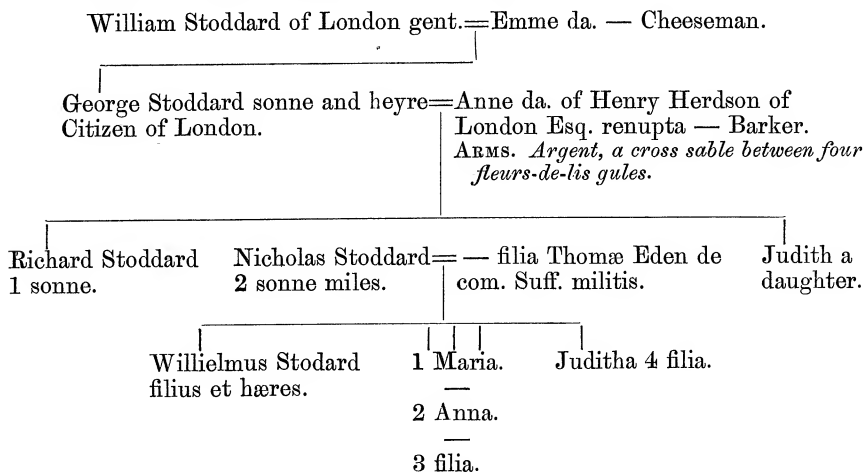 William Stoddard of London gent.=Emme da. — Cheeseman.
George Stoddard sonne and heyre=Anne da. of Henry Herdson of
Citizen of London.
London Esq. renupta — Barker.
ARMS. Argent, a cross sable between four
fleurs-de-lis gules.
Richard Stoddard
1 sonne.
Nicholas Stoddard= — filia Thomæ Eden de
2 sonne miles.
com. Suff. militis.
Judith a
daughter.
Willielmus Stodard
filius et hæres.
1 Maria.
—
2 Anna.
—
3 filia.
Juditha 4 filia.